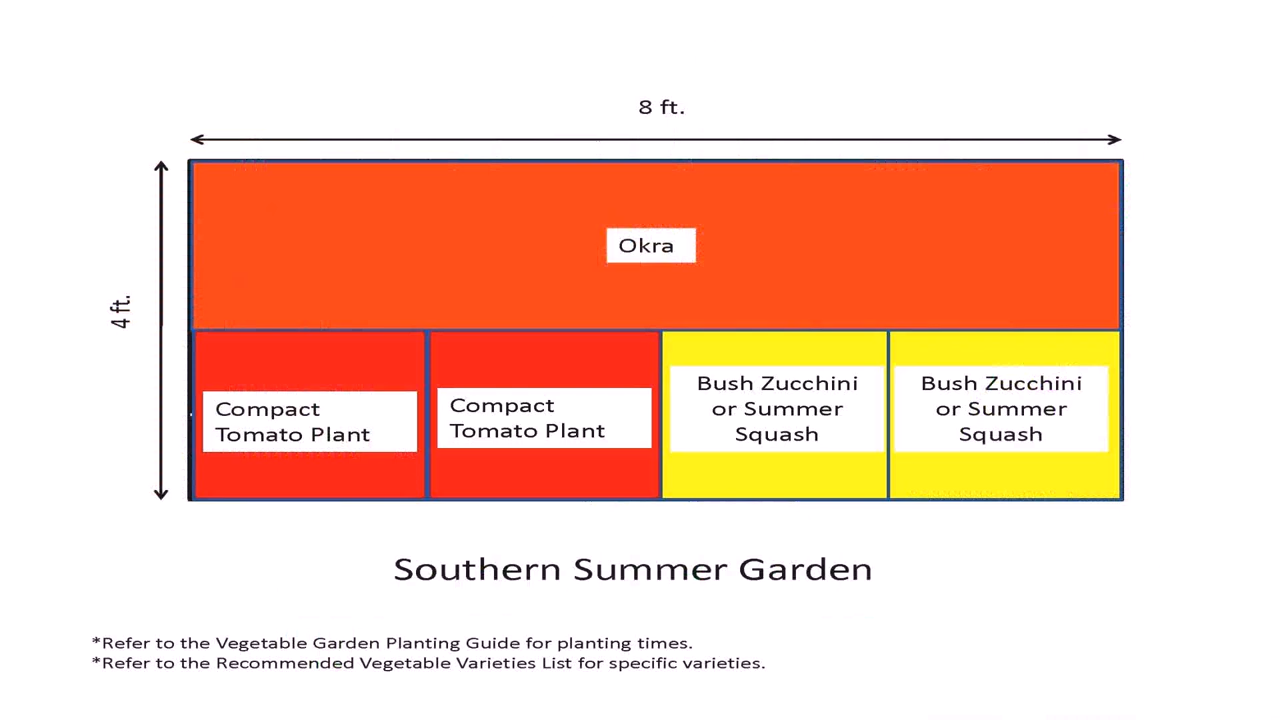 8 ft.
4 ft.
Okra
Compact
Tomato Plant
Compact
Tomato Plant
Bush Zucchini
or Summer
Squash
Bush Zucchini
or Summer
Squash
Southern Summer Garden
*Refer to the Vegetable Garden Planting Guide for planting times.
*Refer to the Recommended Vegetable Varieties List for specific varieties.